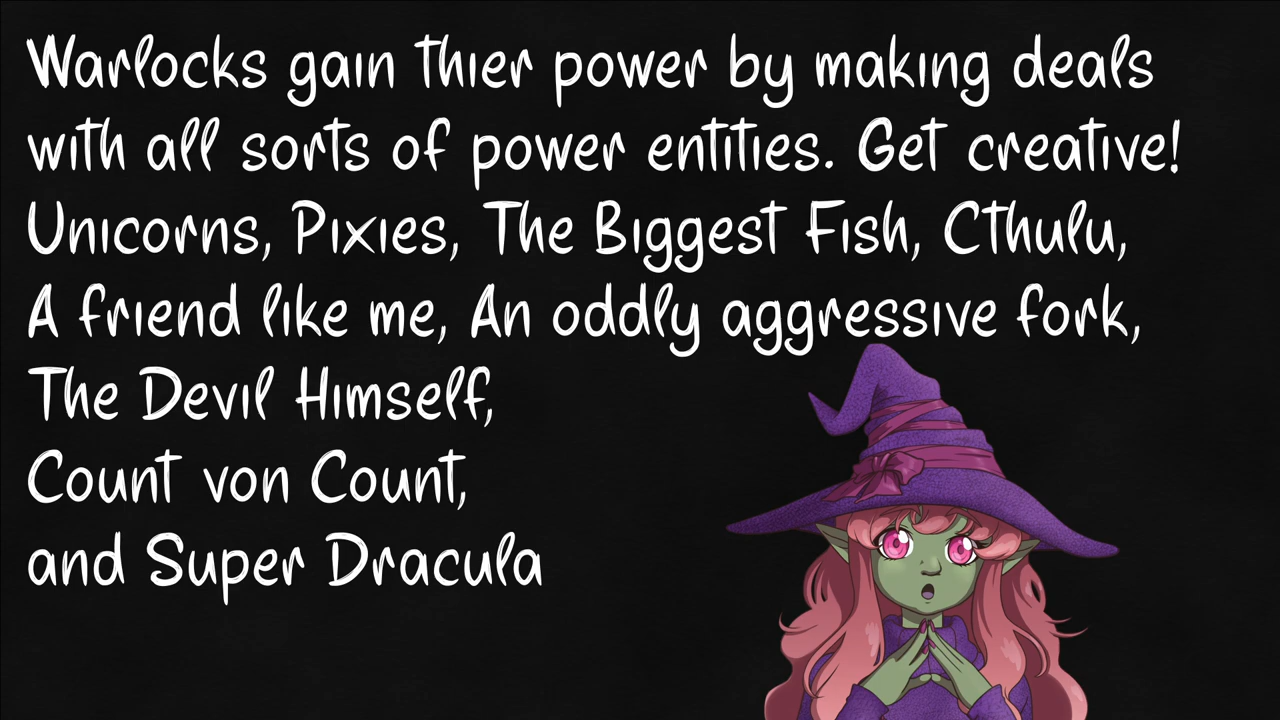 Warlocks gain thier power by making deals
with all sorts of power entities. Get creative!
Unicorns, Pixies, The Biggest Fish, Cthulu,
A friend like me, An oddly aggressive fork,
The Devil Himself,
Count von Count,
and Super Dracula